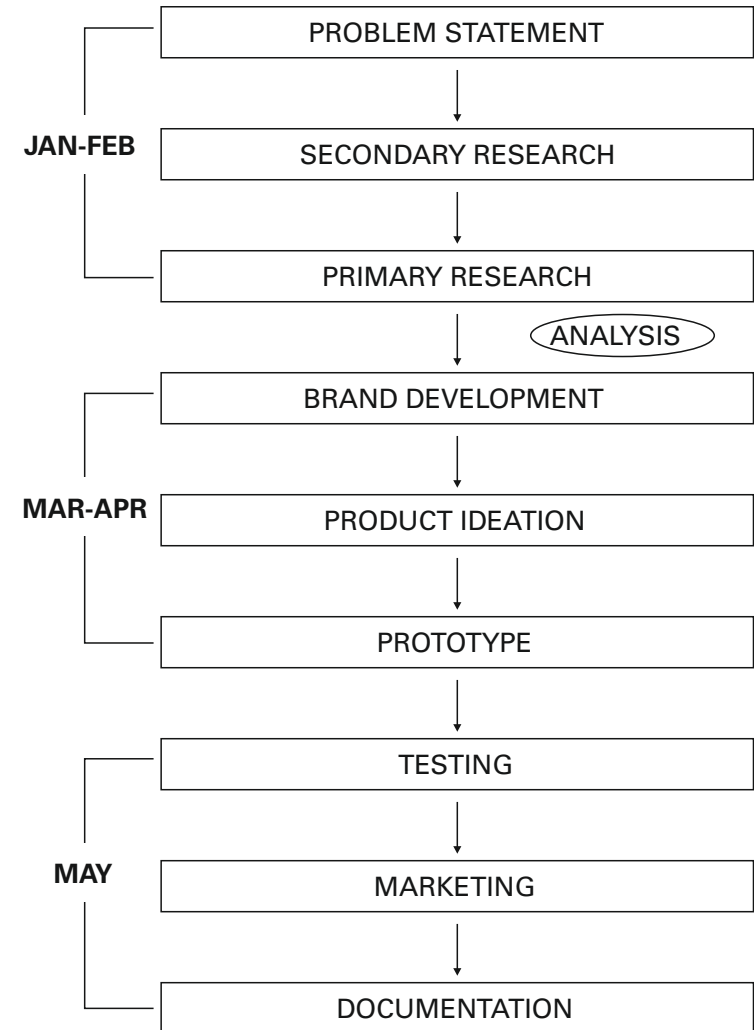 PROBLEM STATEMENT
JAN-FEB
SECONDARY RESEARCH
PRIMARY RESEARCH
ANALYSIS
BRAND DEVELOPMENT
MAR-APR
PRODUCT IDEATION
PROTOTYPE
TESTING
MAY
MARKETING
DOCUMENTATION